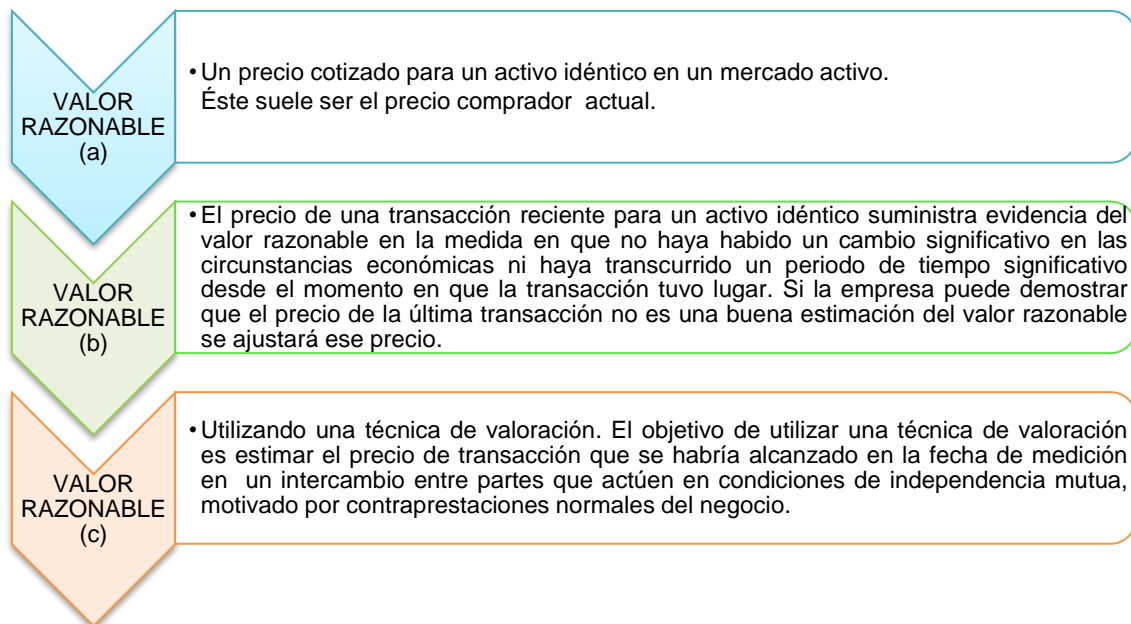 VALOR
RAZONABLE
(a)
• Un precio cotizado para un activo idéntico en un mercado activo.
Éste suele ser el precio comprador actual.
VALOR
RAZONABLE
(b)
• El precio de una transacción reciente para un activo idéntico suministra evidencia del
valor razonable en la medida en que no haya habido un cambio significativo en las
circunstancias económicas ni haya transcurrido un periodo de tiempo significativo
desde el momento en que la transacción tuvo lugar. Si la empresa puede demostrar
que el precio de la última transacción no es una buena estimación del valor razonable
se ajustará ese precio.
VALOR
RAZONABLE
(c)
• Utilizando una técnica de valoración. El objetivo de utilizar una técnica de valoración
es estimar el precio de transacción que se habría alcanzado en la fecha de medición
en un intercambio entre partes que actúen en condiciones de independencia mutua,
motivado por contraprestaciones normales del negocio.